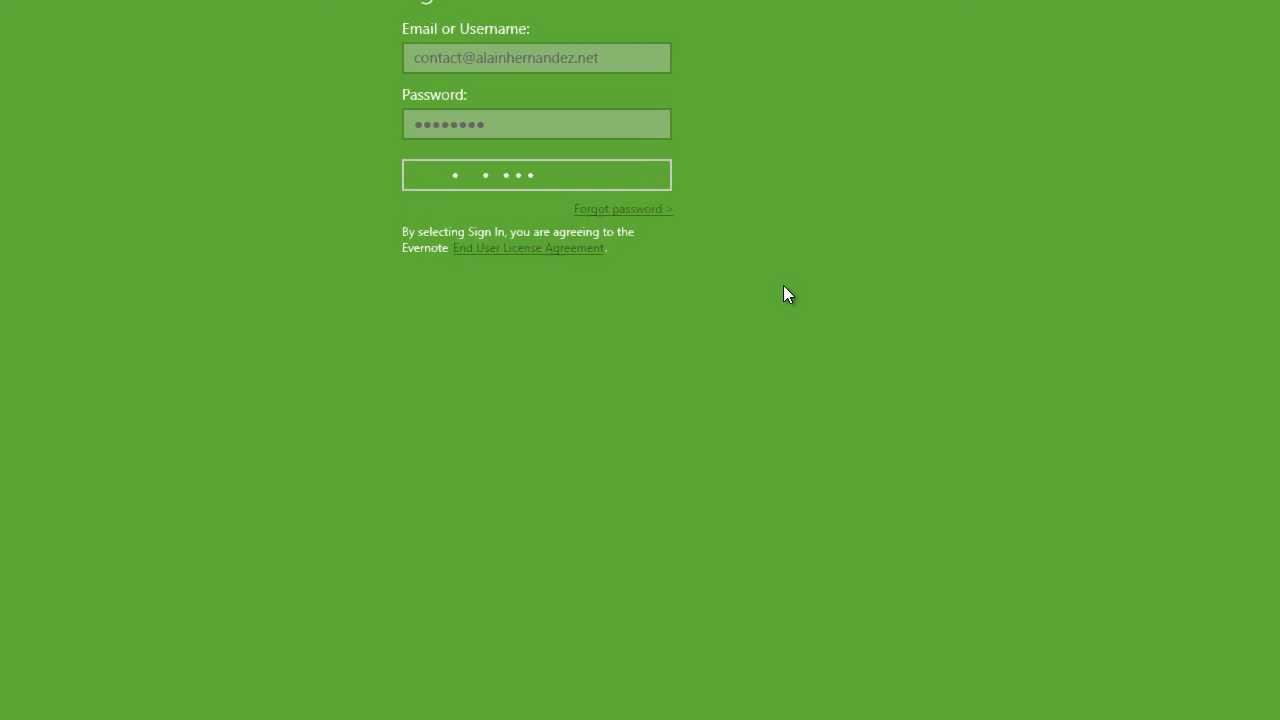 Email or Username:
contact@alainhernandez.net
Password:
••••••••
Forgot password >
By selecting Sign In, you are agreeing to the
Evernote End User License Agreement.